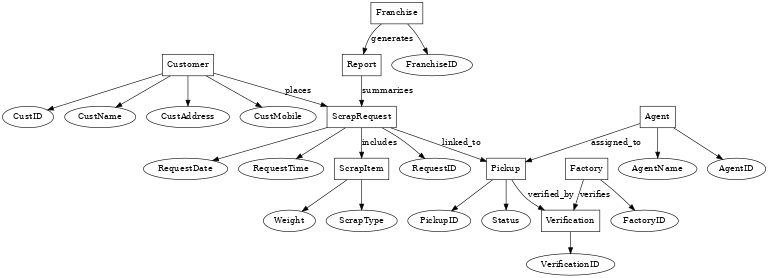 Franchise
generates
Customer
Report
FranchiseID
places
summarises
CustID
CustName
CustAddress
CustMobile
ScrapRequest
Agent
includes
linked_to
assigned_to
RequestDate
RequestTime
ScrapItem
RequestID
Pickup
Factory
AgentName
AgentID
verified_by
verifies
Weight
ScrapType
PickupID
Status
Verification
FactoryID
VerificationID